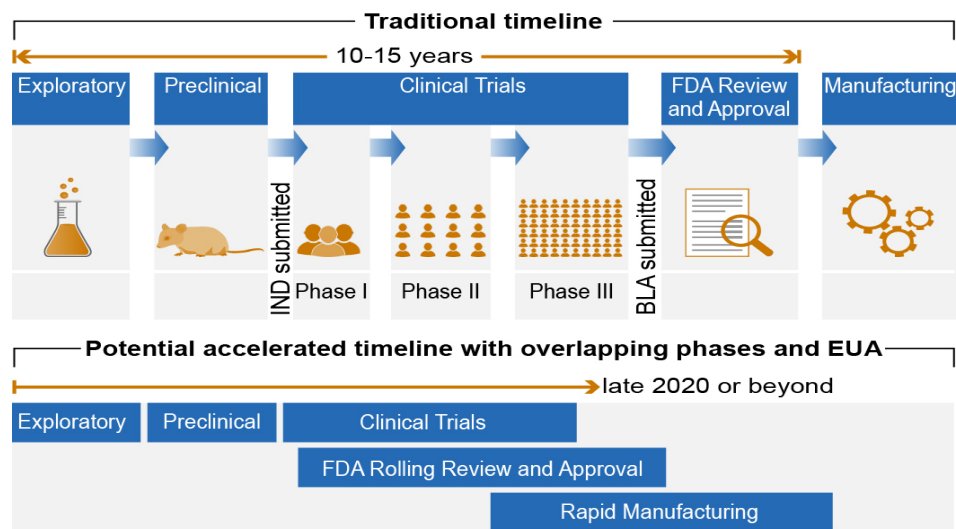 Traditional timeline
10-15 years
Exploratory
Preclinical
Clinical Trials
FDA Review
and Approval
Manufacturing
IND submitted
BLA submitted
Phase I
Phase II
Phase III
Potential accelerated timeline with overlapping phases and EUA
late 2020 or beyond
Exploratory
Preclinical
Clinical Trials
FDA Rolling Review and Approval
Rapid Manufacturing